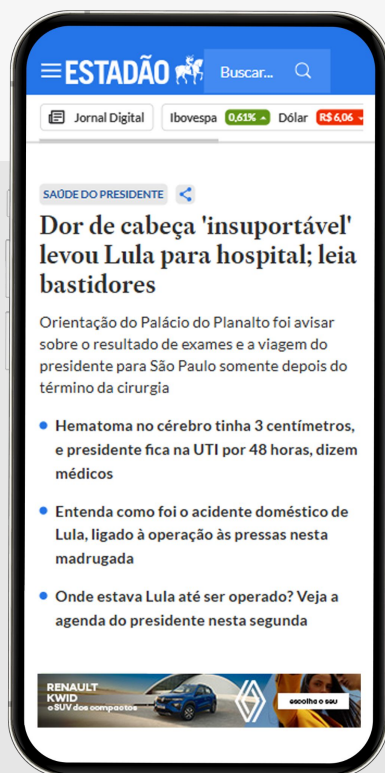 ESTADÃO
Buscar...
Jornal Digital
Ibovespa 0,61% Dólar R$ 6,06
SAÚDE DO PRESIDENTE
Dor de cabeça 'insuportável'
levou Lula para hospital; leia
bastidores
Orientação do Palácio do Planalto foi avisar
sobre o resultado de exames e a viagem do
presidente para São Paulo somente depois do
término da cirurgia
Hematoma no cérebro tinha 3 centímetros,
e presidente fica na UTI por 48 horas, dizem
médicos
Entenda como foi o acidente doméstico de
Lula, ligado à operação às pressas nesta
madrugada
Onde estava Lula até ser operado? Veja a
agenda do presidente nesta segunda
RENAULT
KWID
o SUV dos compactos
escolha o seu